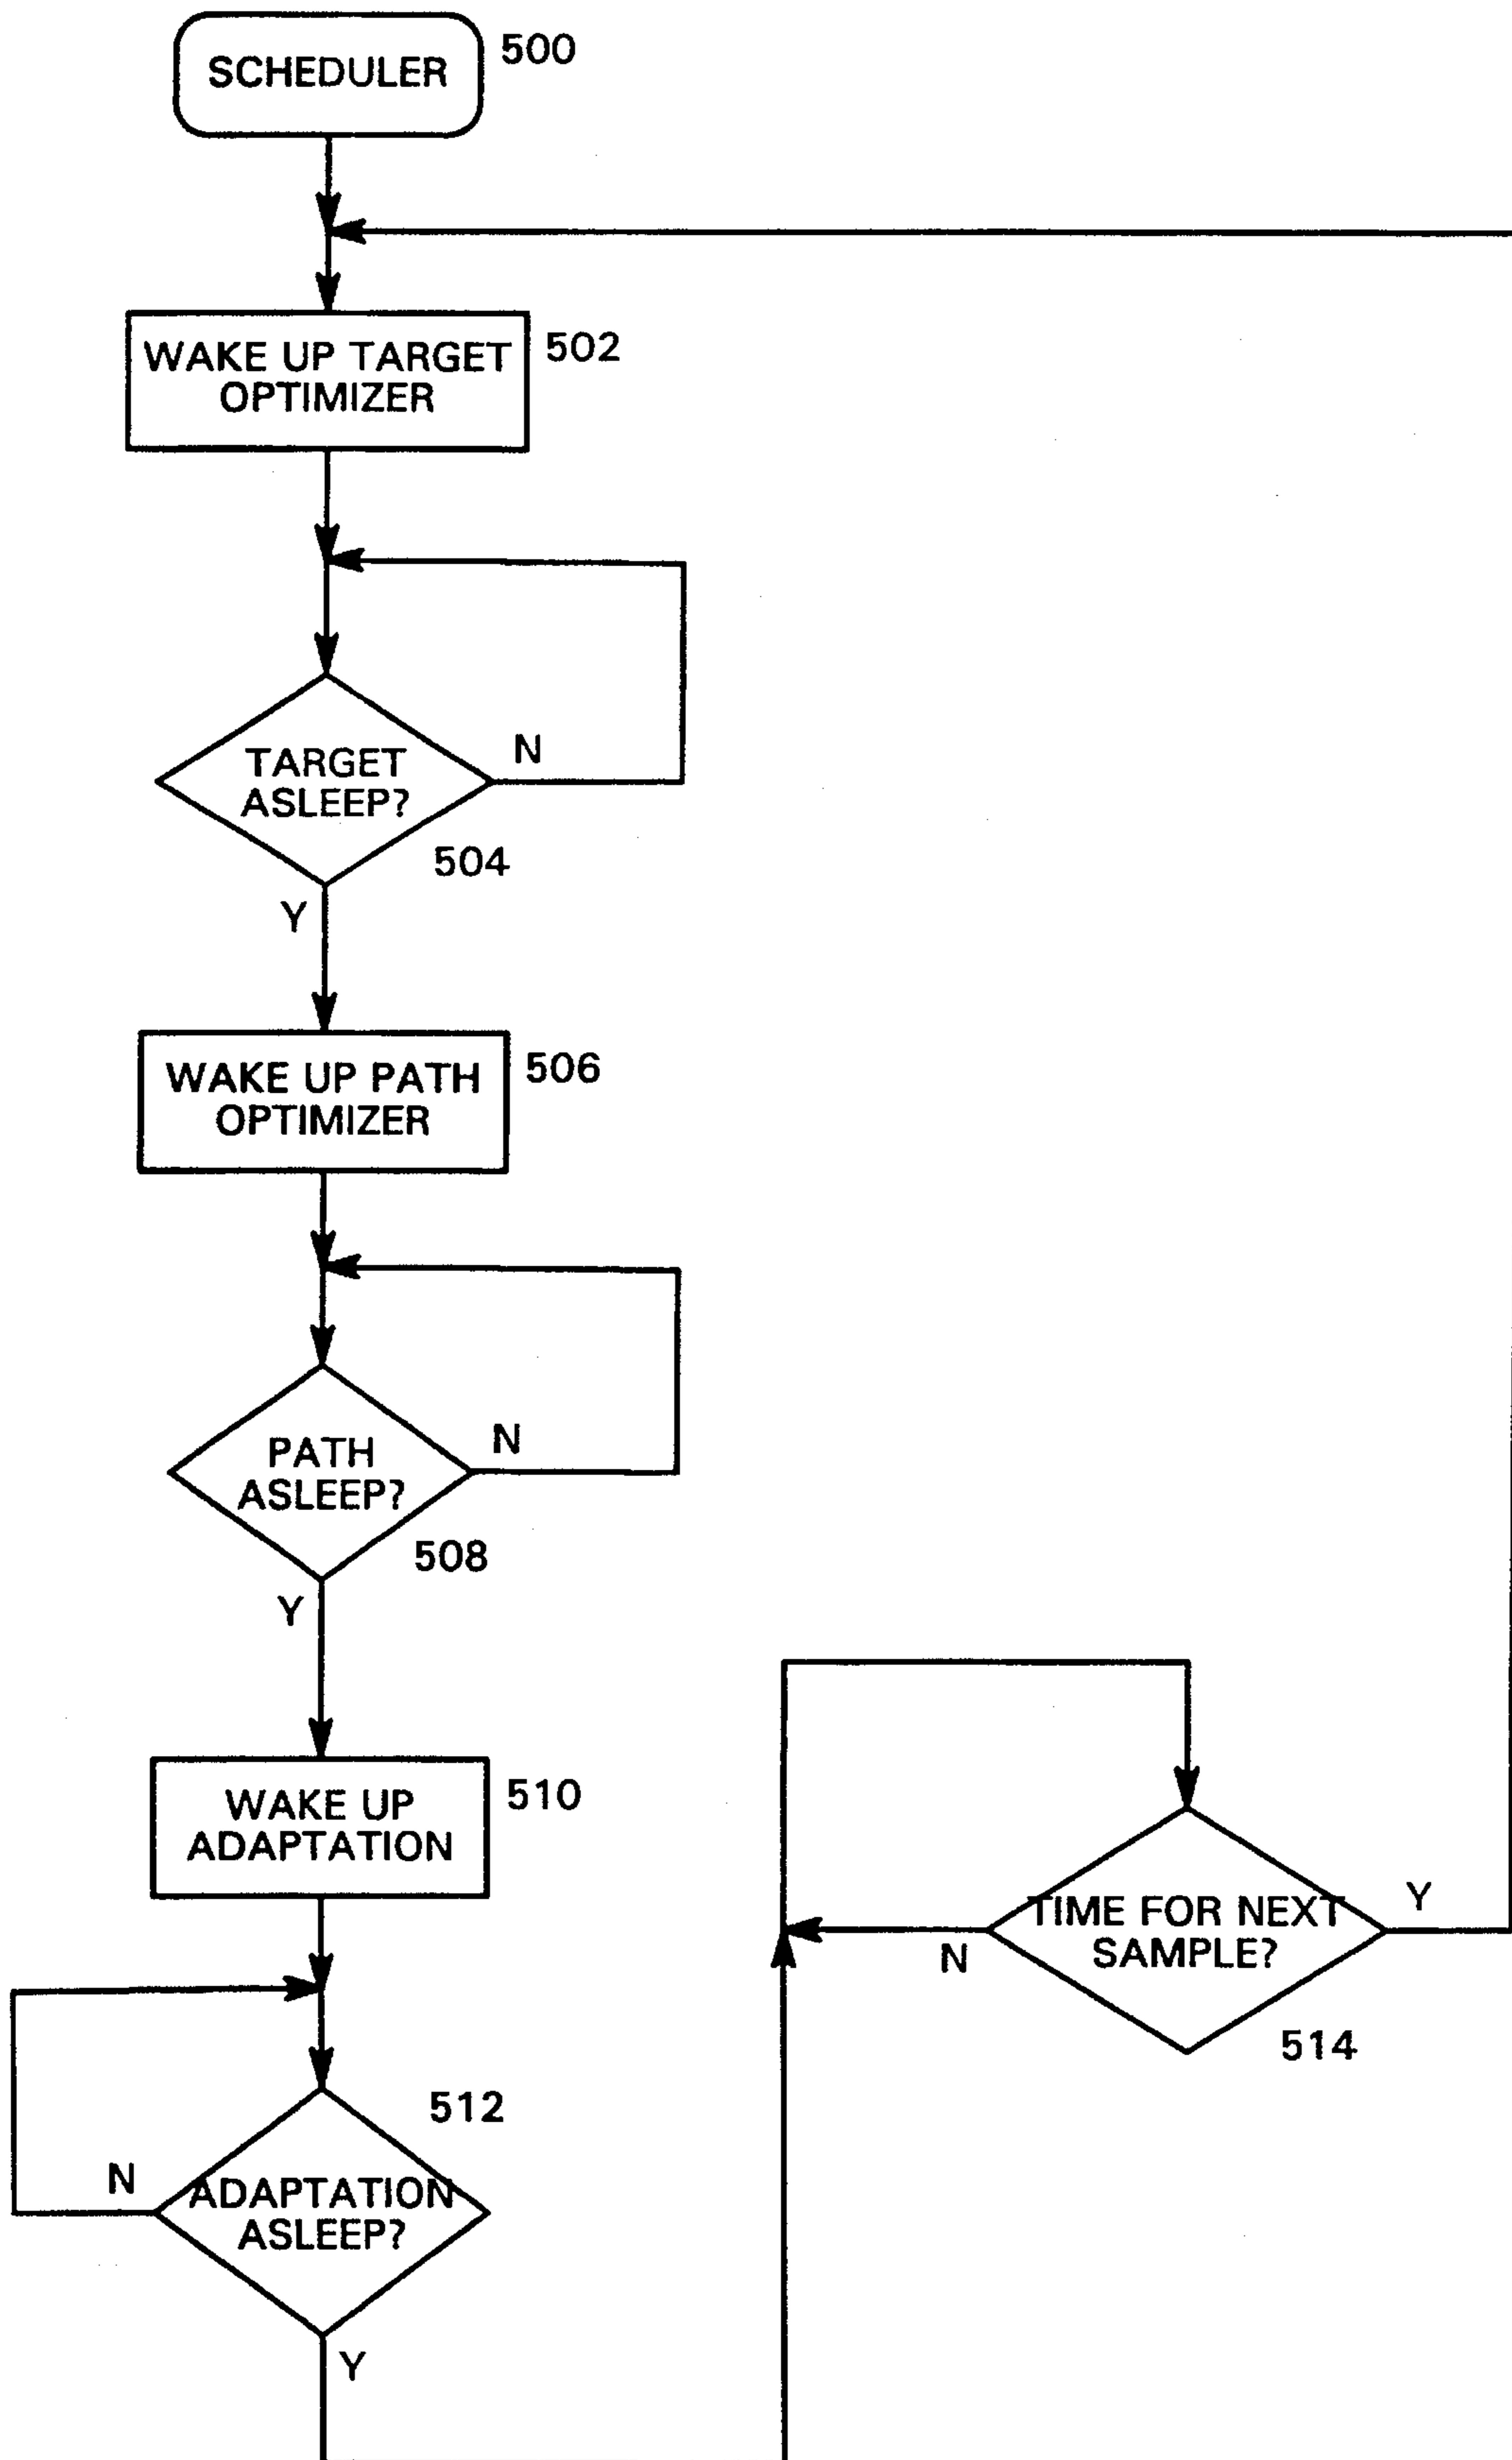 SCHEDULER
500
WAKE UP TARGET
OPTIMIZER
502
TARGET
ASLEEP?
N
504
Y
WAKE UP PATH
OPTIMIZER
506
PATH
ASLEEP?
N
508
Y
WAKE UP
ADAPTATION
510
TIME FOR NEXT
SAMPLE?
Y
N
514
512
ADAPTATION
ASLEEP?
N
Y